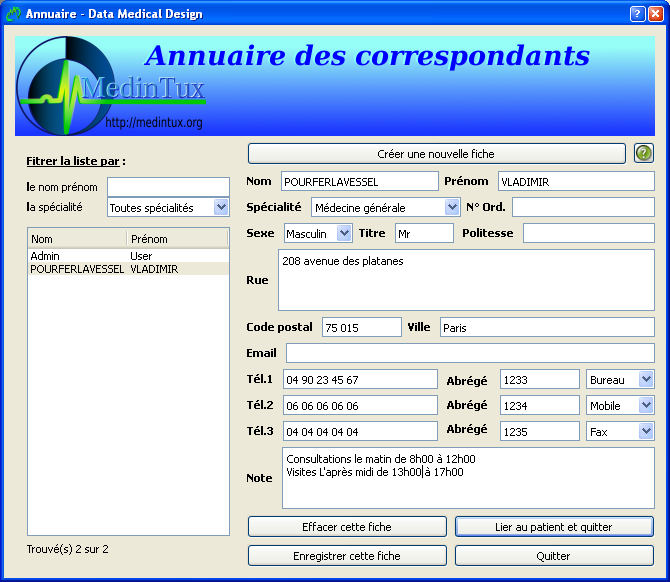 Annuaire - Data Medical Design
Annuaire des correspondants
MedinTux
http://medintux.org
Fitrer la liste par :
le nom prénom
la spécialité Toutes spécialités
Nom Prénom
Admin User
POURFERLAVESSEL VLADIMIR
Trouvé(s) 2 sur 2
Créer une nouvelle fiche ?
Nom POURFERLAVESSEL Prénom VLADIMIR
Spécialité Médecine générale N° Ord.
Sexe Masculin Titre Mr Politesse
Rue 208 avenue des platanes
Code postal 75 015 Ville Paris
Email
Tél.1 04 90 23 45 67 Abrégé 1233 Bureau
Tél.2 06 06 06 06 06 Abrégé 1234 Mobile
Tél.3 04 04 04 04 04 Abrégé 1235 Fax
Note
Consultations le matin de 8h00 à 12h00
Visites L'après midi de 13h00 à 17h00
Effacer cette fiche Lier au patient et quitter
Enregistrer cette fiche Quitter